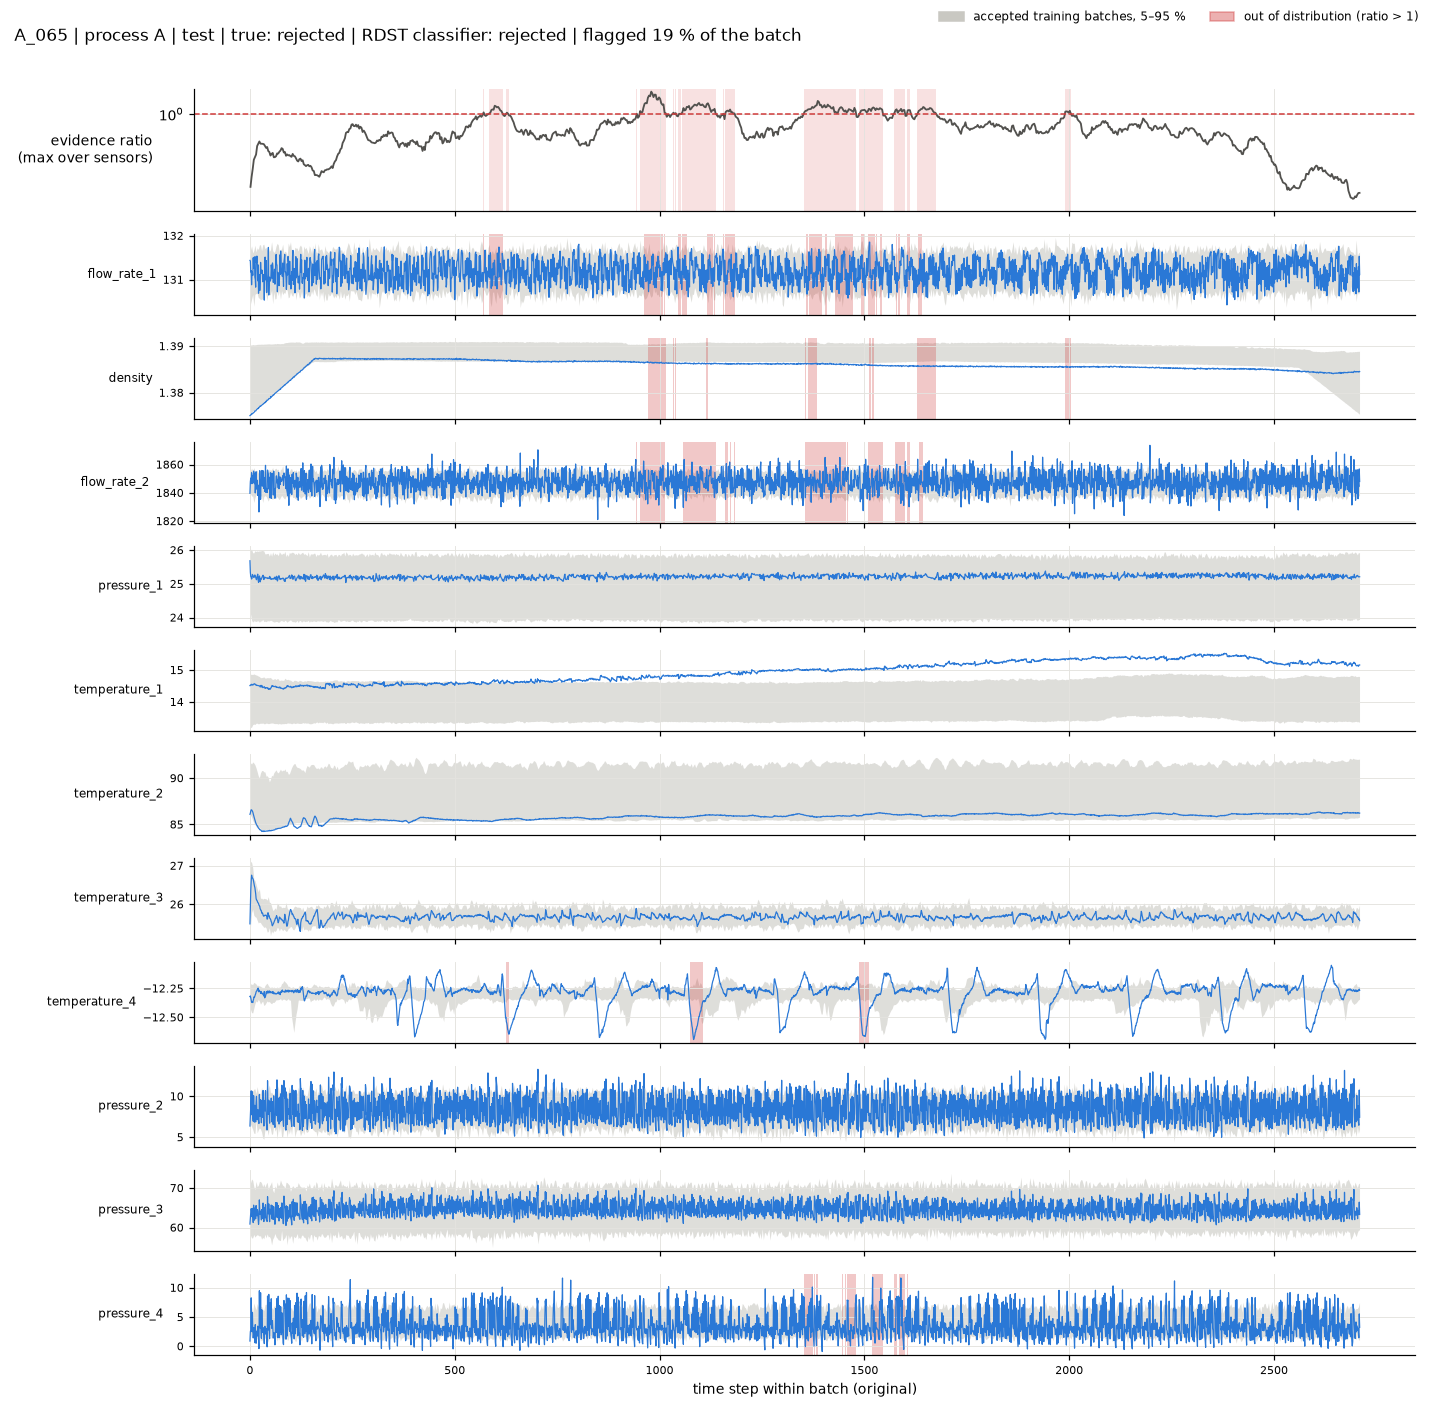 accepted training batches, 5–95 %
out of distribution (ratio > 1)
A_065 | process A | test | true: rejected | RDST classifier: rejected | flagged 19 % of the batch
10⁰
evidence ratio
(max over sensors)
132
131
flow_rate_1
1.39
1.38
density
1860
1840
1820
flow_rate_2
26
25
24
pressure_1
15
14
temperature_1
90
85
temperature_2
27
26
temperature_3
−12.25
−12.50
temperature_4
10
5
pressure_2
70
60
pressure_3
10
5
0
pressure_4
0 500 1000 1500 2000 2500
time step within batch (original)